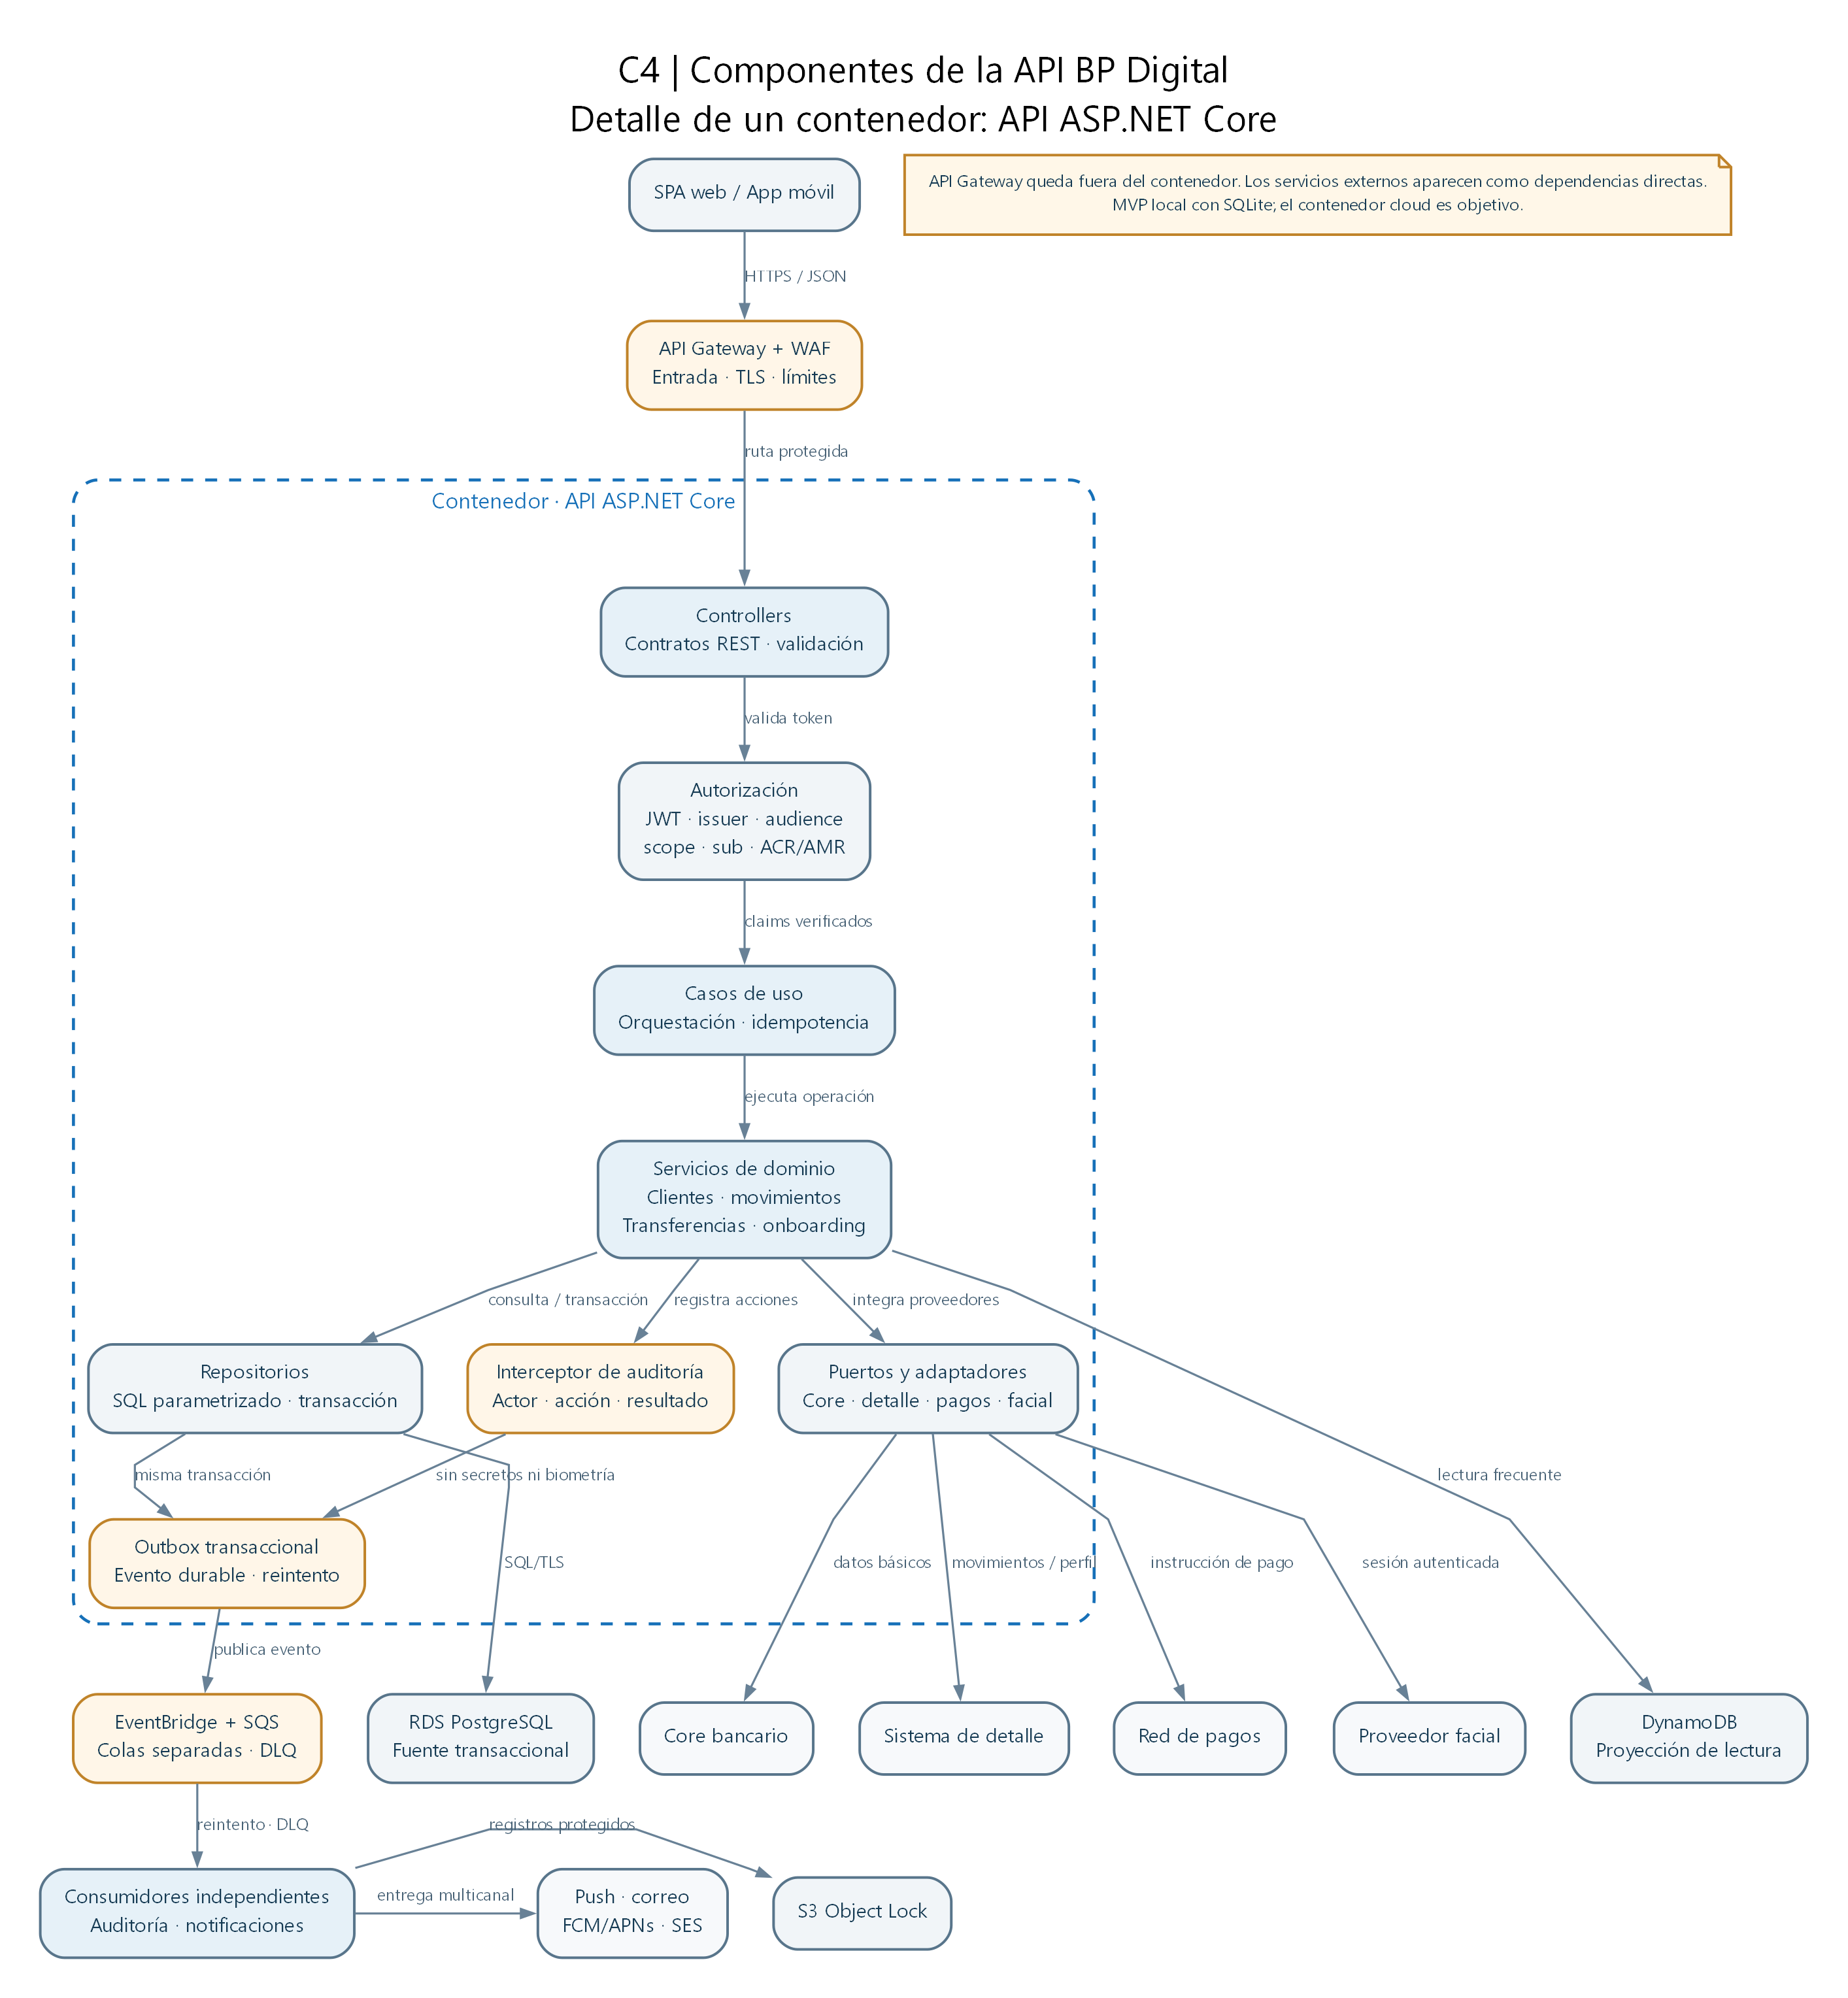 C4 | Componentes de la API BP Digital
Detalle de un contenedor: API ASP.NET Core
SPA web / App móvil
API Gateway queda fuera del contenedor. Los servicios externos aparecen como dependencias directas.
MVP local con SQLite; el contenedor cloud es objetivo.
HTTPS / JSON
API Gateway + WAF
Entrada · TLS · límites
ruta protegida
Contenedor · API ASP.NET Core
Controllers
Contratos REST · validación
valida token
Autorización
JWT · issuer · audience
scope · sub · ACR/AMR
claims verificados
Casos de uso
Orquestación · idempotencia
ejecuta operación
Servicios de dominio
Clientes · movimientos
Transferencias · onboarding
consulta / transacción
registra acciones
integra proveedores
Repositorios
SQL parametrizado · transacción
Interceptor de auditoría
Actor · acción · resultado
Puertos y adaptadores
Core · detalle · pagos · facial
misma transacción
sin secretos ni biometría
lectura frecuente
Outbox transaccional
Evento durable · reintento
SQL/TLS
datos básicos
movimientos / perfil
instrucción de pago
sesión autenticada
publica evento
EventBridge + SQS
Colas separadas · DLQ
RDS PostgreSQL
Fuente transaccional
Core bancario
Sistema de detalle
Red de pagos
Proveedor facial
DynamoDB
Proyección de lectura
reintento · DLQ
registros protegidos
Consumidores independientes
Auditoría · notificaciones
entrega multicanal
Push · correo
FCM/APNs · SES
S3 Object Lock